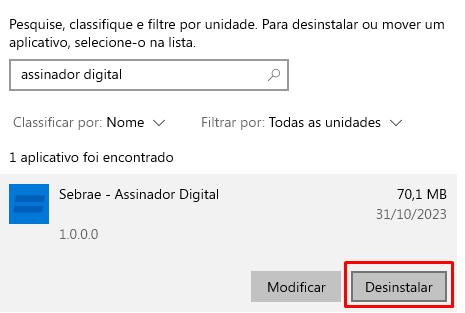 Pesquise, classifique e filtre por unidade. Para desinstalar ou mover um
aplicativo, selecione-o na lista.
assinador digital
Classificar por: Nome Filtrar por: Todas as unidades
1 aplicativo foi encontrado
Sebrae - Assinador Digital 70,1 MB
31/10/2023
1.0.0.0
Modificar Desinstalar